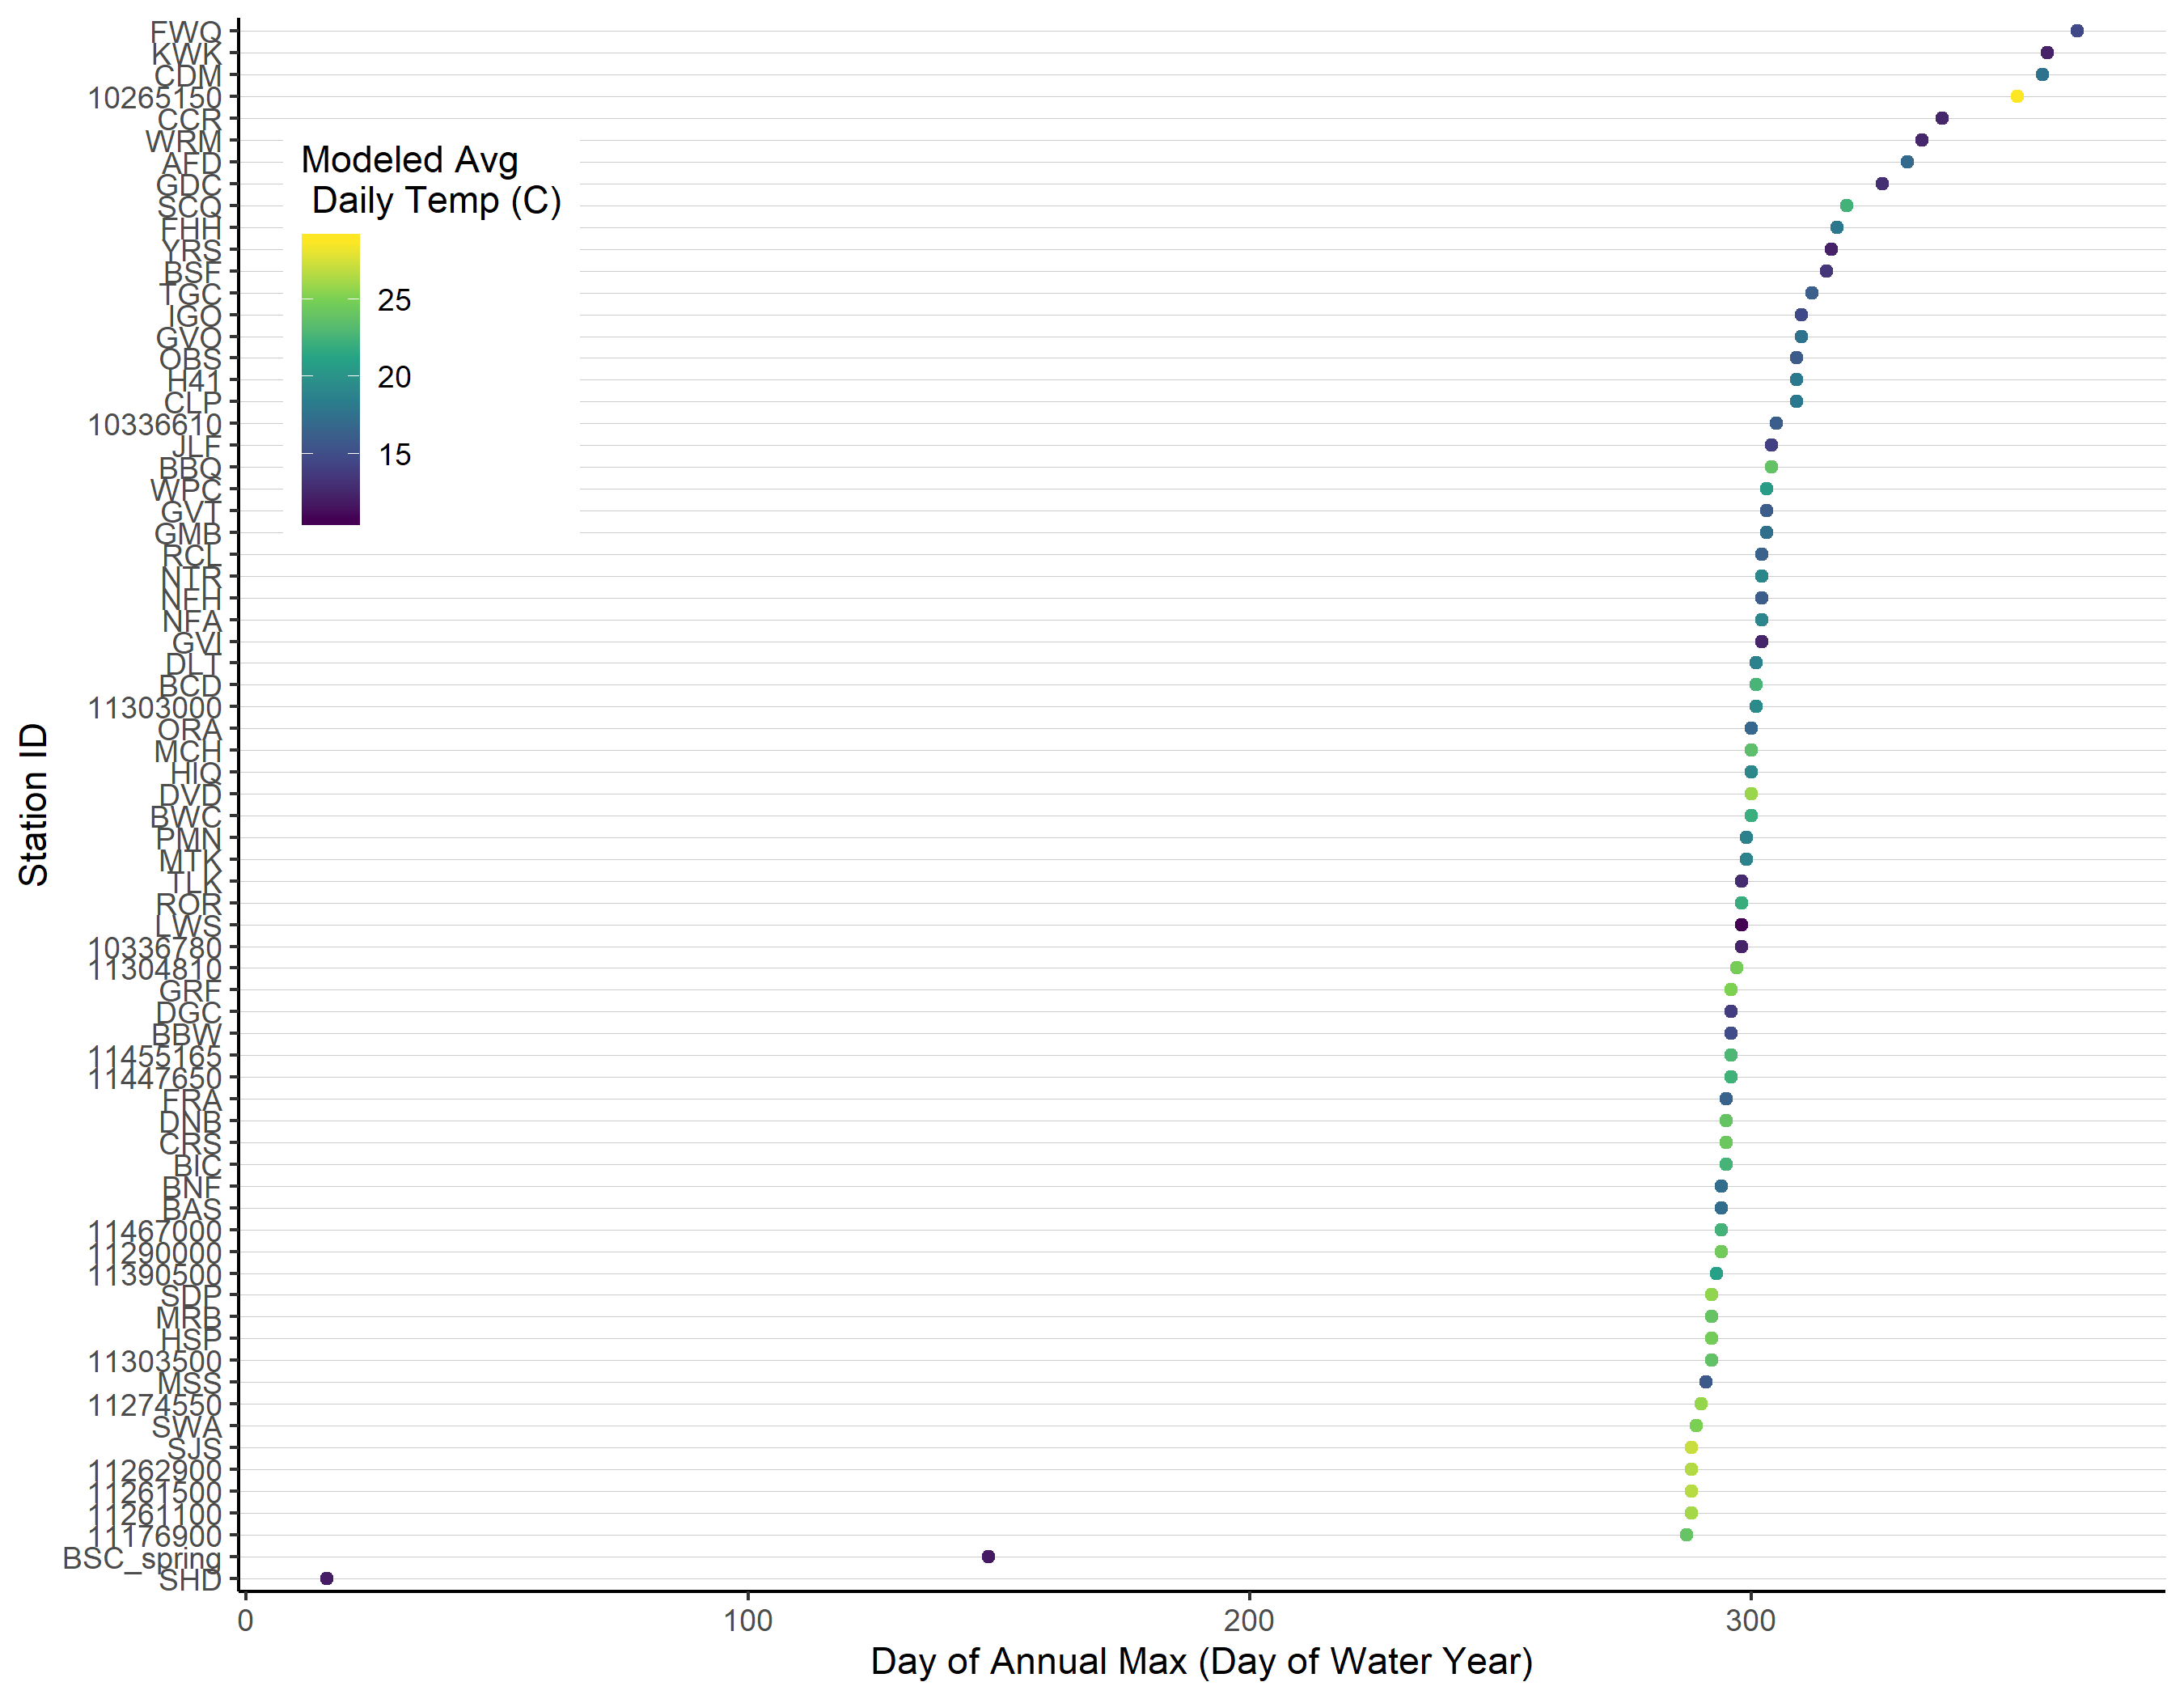 FWQ
KWK
CDM
10265150
CCR
WRM
AFD
GDC
SCQ
FHH
YRS
BSF
TGC
IGO
GVO
OBS
H41
CLP
10336610
JLF
BBQ
WPC
GVT
GMB
RCL
NTR
NFH
NFA
GVI
DLT
BCD
11303000
ORA
MCH
HIQ
DVD
BWC
PMN
MTK
TLK
ROR
LWS
10336780
11304810
GRF
DGC
BBW
11455165
11447650
FRA
DNB
CRS
BIC
BNF
BAS
11467000
11290000
11390500
SDP
MRB
HSP
11303500
MSS
11274550
SWA
SJS
11262900
11261500
11261100
11176900
BSC_spring
SHD
Station ID
Modeled Avg
Daily Temp (C)
25
20
15
0 100 200 300
Day of Annual Max (Day of Water Year)